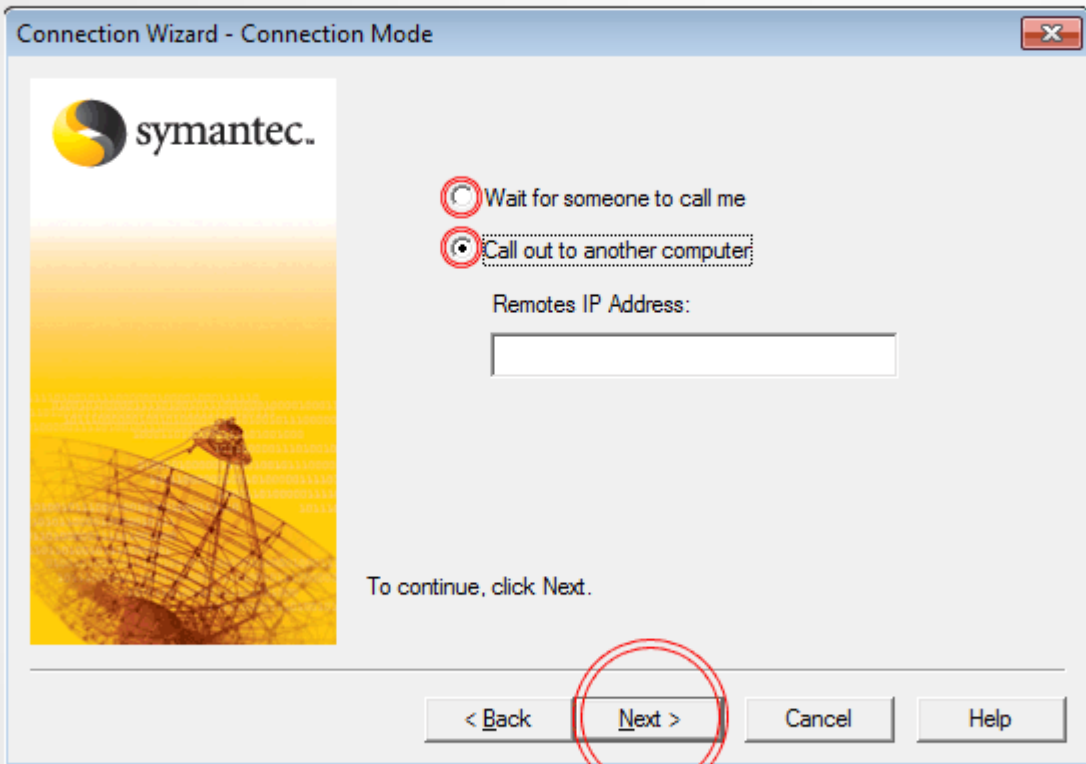 Connection Wizard - Connection Mode
symantec™
Wait for someone to call me
Call out to another computer
Remotes IP Address:
To continue, click Next.
< Back
Next >
Cancel
Help